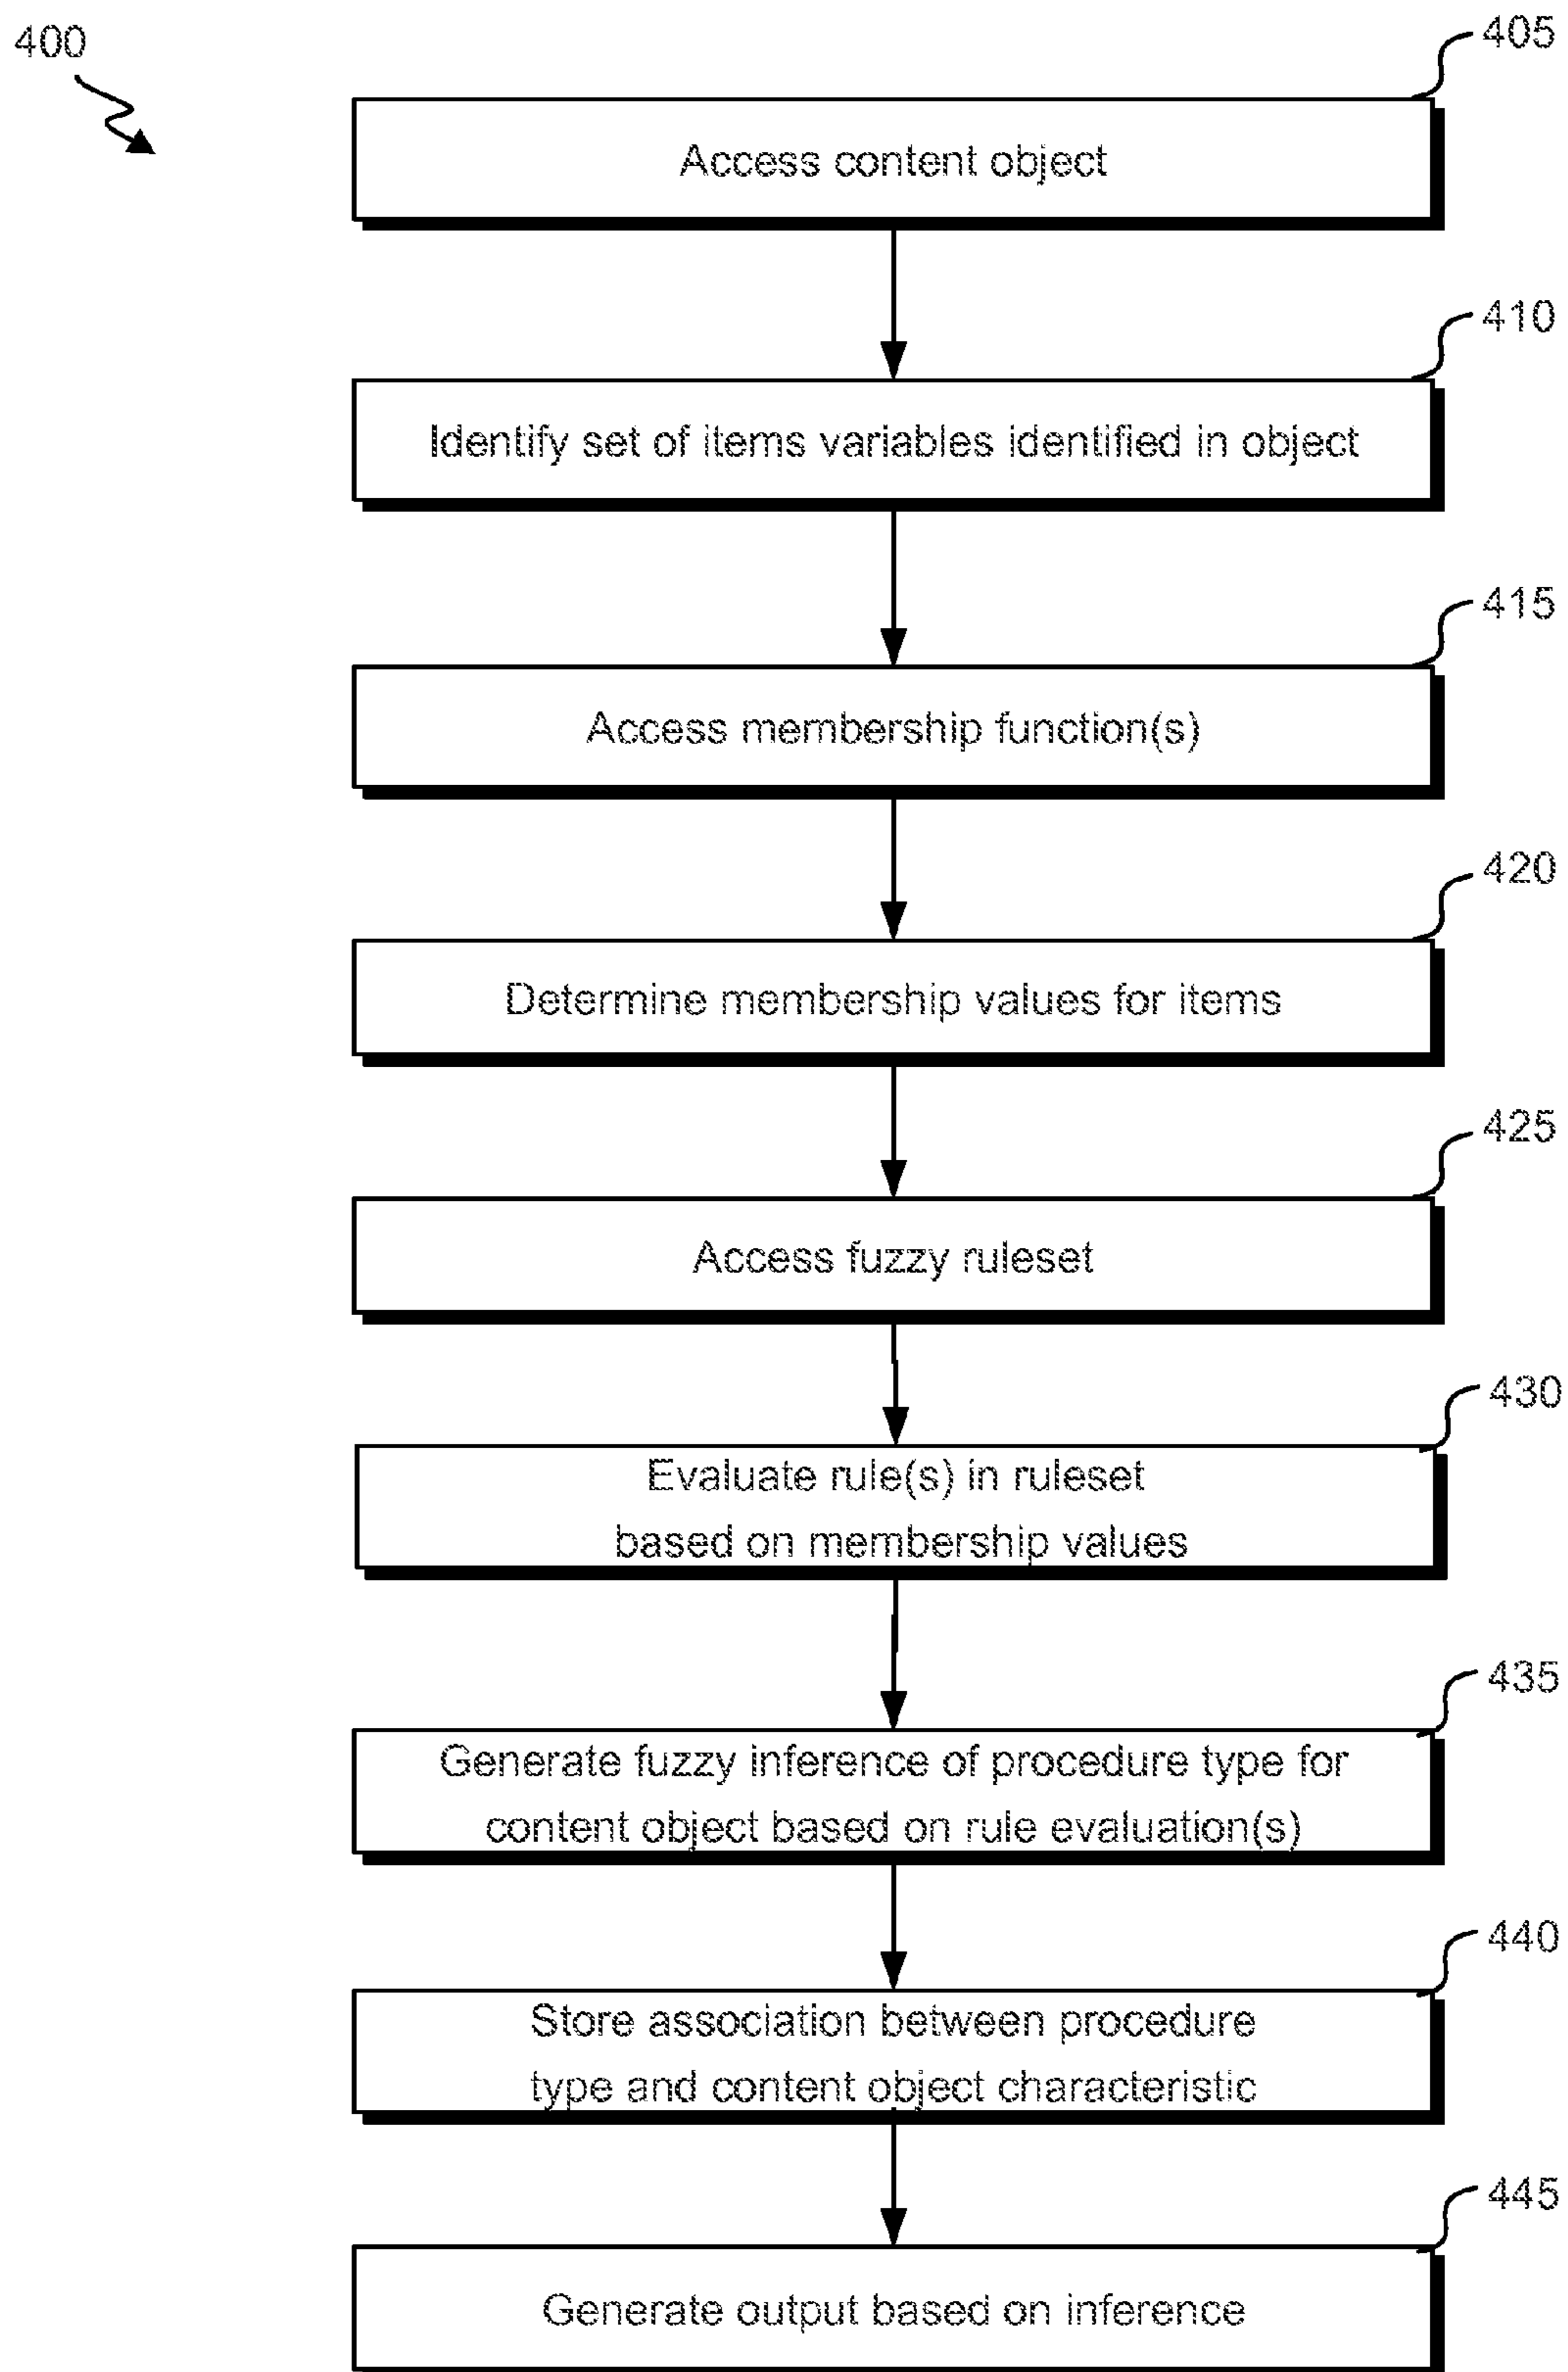 400
405
Access content object
410
Identify set of items variables identified in object
415
Access membership function(s)
420
Determine membership values for items
425
Access fuzzy ruleset
430
Evaluate rule(s) in ruleset
based on membership values
435
Generate fuzzy inference of procedure type for
content object based on rule evaluation(s)
440
Store association between procedure
type and content object characteristic
445
Generate output based on inference